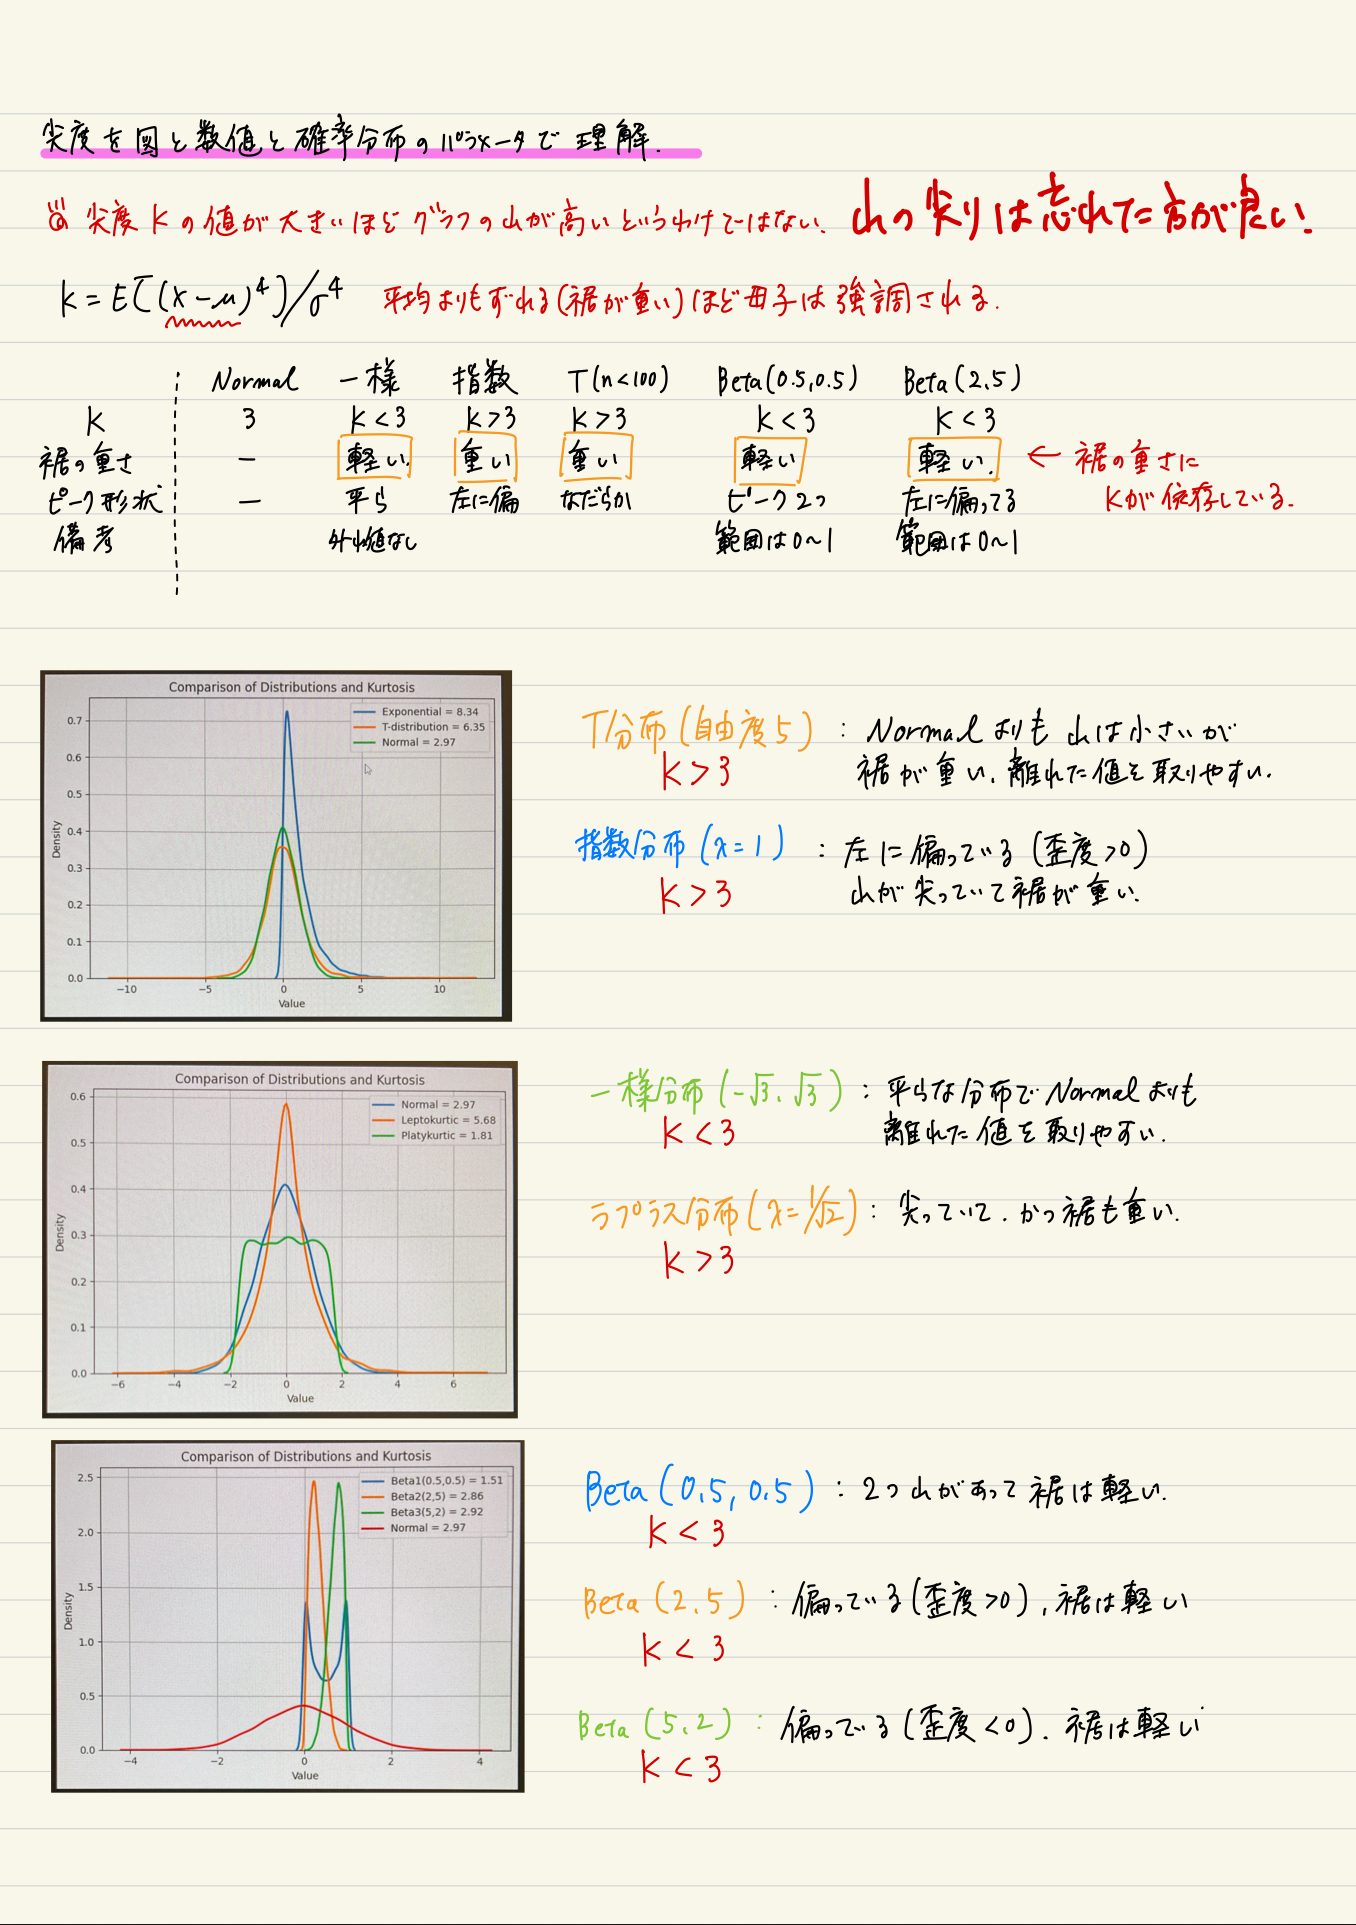 尖度を図と数値と確率分布のパラメータで理解.
尖度Kの値が大きいほどグラフの山が高いというわけではない. 山の尖りは忘れた方が良い!
K = E[(x-μ)^4]/σ^4 平均よりもずれる(裾が重い)ほど母子は強調される.
Normal 一様 指数 T(n<100) Beta(0.5,0.5) Beta(2.5)
K 3 K<3 K>3 K>3 K<3 K<3
裾の重さ ー 軽い. 重い 重い 軽い 軽い. ← 裾の重さに
ピーク形状 ー 平ら 左に偏 なだらか ピーク2つ 左に偏ってる Kが依存している.
備考 外れ値なし 範囲は0~1 範囲は0~1
Comparison of Distributions and Kurtosis
Exponential = 8.34
T-distribution = 6.35
Normal = 2.97
0.7
0.6
0.5
0.4
0.3
0.2
0.1
0.0
Density
−10 −5 0 5 10
Value
T分布(自由度5) : Normalよりも山は小さいが
K>3 裾が重い、離れた値を取りやすい.
指数分布(λ=1) : 左に偏っている(歪度>0)
K>3 山が尖っていて裾が重い.
Comparison of Distributions and Kurtosis
Normal = 2.97
Leptokurtic = 5.68
Platykurtic = 1.81
0.6
0.5
0.4
0.3
0.2
0.1
0.0
Density
−6 −4 −2 0 2 4 6
Value
一様分布(-√3、√3) : 平らな分布でNormalよりも
K<3 離れた値を取りやすい.
ラプラス分布(λ=1/√2) : 尖っていて、かつ裾も重い.
K>3
Comparison of Distributions and Kurtosis
Beta1(0.5,0.5) = 1.51
Beta2(2,5) = 2.86
Beta3(5,2) = 2.92
Normal = 2.97
2.5
2.0
1.5
1.0
0.5
0.0
Density
−4 −2 0 2 4
Value
Beta(0.5, 0.5) : 2つ山があって裾は軽い.
K<3
Beta(2.5) : 偏っている(歪度>0)、裾は軽い
K<3
Beta(5.2) : 偏っている(歪度<0)、裾は軽い
K<3